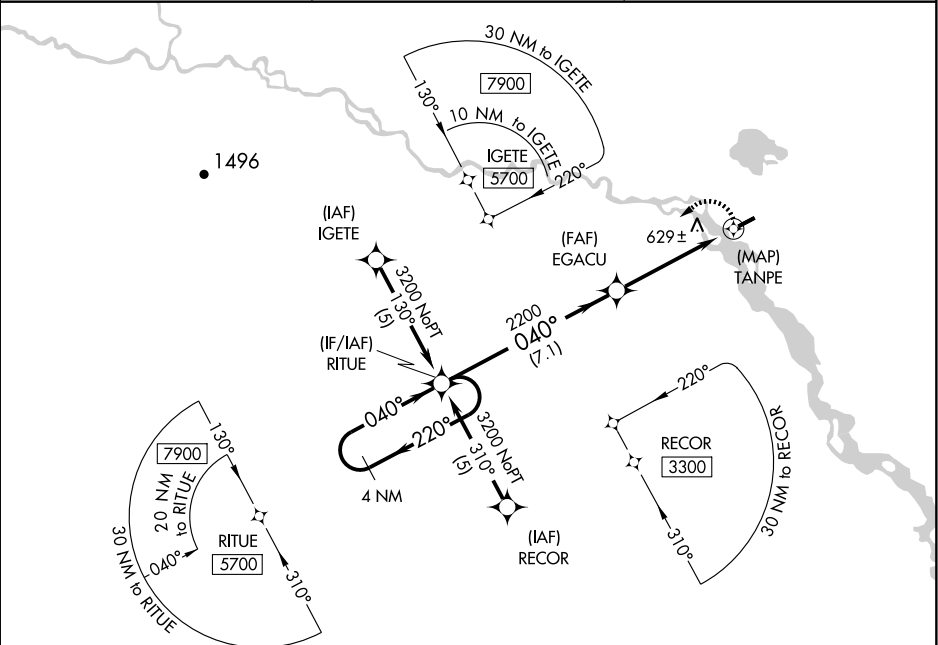 30 NM to IGETE
7900
130°
10 NM to IGETE
IGETE
5700
220°
1496
(IAF)
IGETE
3200 NoPT
130°
(5)
(FAF)
EGACU
629±
(MAP)
TANPE
(IF/IAF)
RITUE
2200
040°
(7.1)
040°
220°
4 NM
3200 NoPT
310°
(5)
(IAF)
RECOR
220°
RECOR
3300
30 NM to RECOR
310°
130°
7900
20 NM
to RITUE
RITUE
5700
040°
30 NM to RITUE
310°